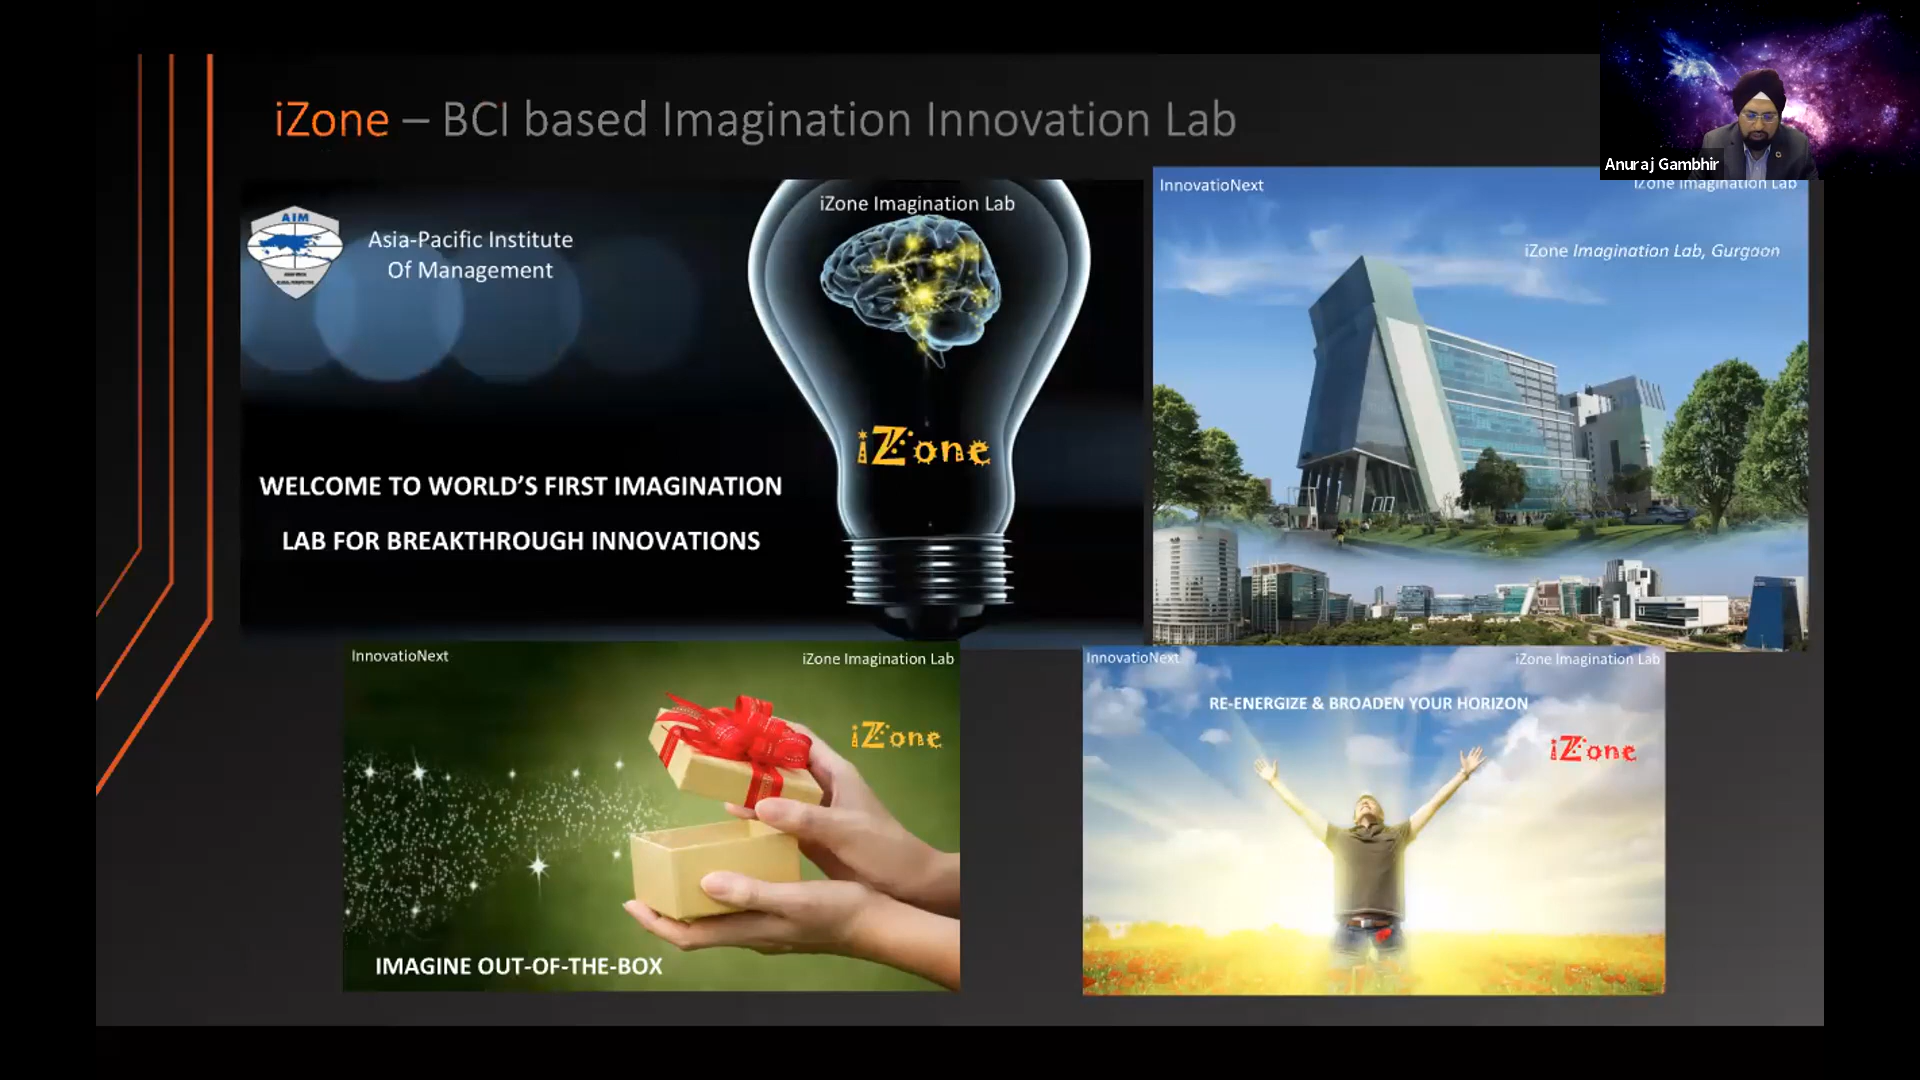 iZone – BCI based Imagination Innovation Lab
Anuraj Gambhir
AIM
Asia-Pacific Institute
Of Management
iZone Imagination Lab
iZone
WELCOME TO WORLD'S FIRST IMAGINATION
LAB FOR BREAKTHROUGH INNOVATIONS
InnovatioNext
iZone Imagination Lab
iZone Imagination Lab, Gurgaon
InnovatioNext
iZone Imagination Lab
iZone
IMAGINE OUT-OF-THE-BOX
InnovatioNext
iZone Imagination Lab
RE-ENERGIZE & BROADEN YOUR HORIZON
iZone